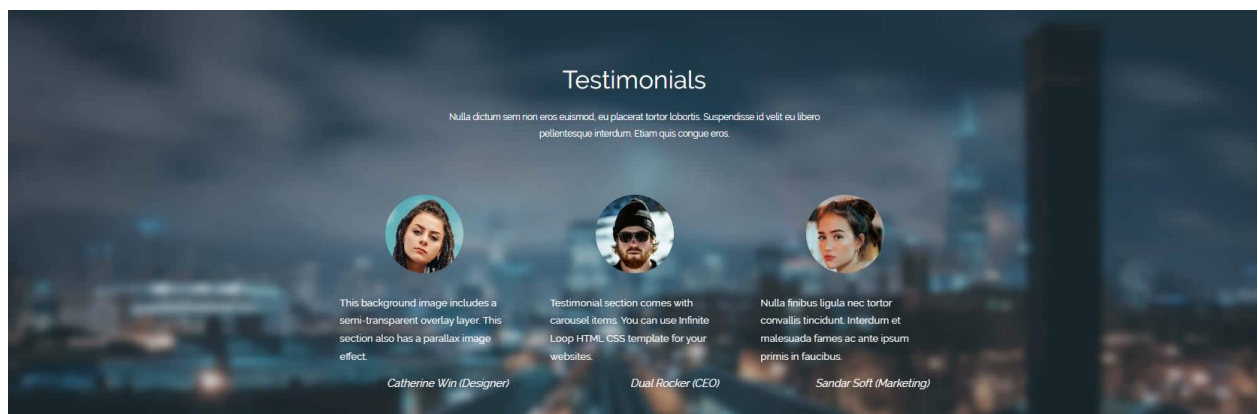 Testimonials
Nulla dictum sem non eros euismod, eu placerat tortor lobortis. Suspendisse id velit eu libero
pellentesque interdum. Etiam quis congue eros.
This background image includes a
semi-transparent overlay layer. This
section also has a parallax image
effect.
Catherine Win (Designer)
Testimonial section comes with
carousel items. You can use Infinite
Loop HTML CSS template for your
websites.
Dual Rocker (CEO)
Nulla finibus ligula nec tortor
convallis tincidunt. Interdum et
malesuada fames ac ante ipsum
primis in faucibus.
Sandar Soft (Marketing)